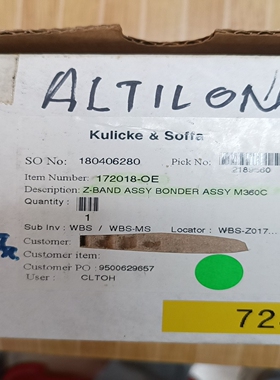 ALTILON
Kulicke & Soffa
SO No: 180406280 Pick No:
2189560
Item Number: 172018-OE
Description: Z-BAND ASSY BONDER ASSY M360C
Quantity:
1
Sub Inv : WBS / WBS-MS Locator : WBS-Z017...
Customer:
Customer item:
Customer PO : 9500629657
User : CLTOH
72